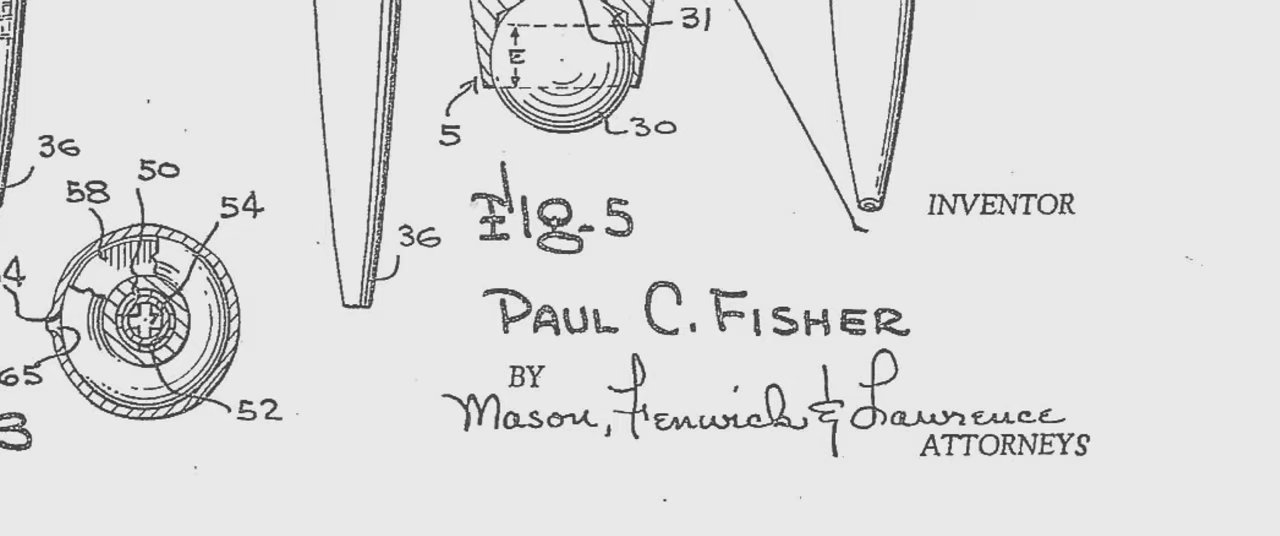 31
E
5
30
36
50
58
54
Fig-5
INVENTOR
36
4
PAUL C. FISHER
65
BY
52
Mason, Fenwick & Lawrence
3
ATTORNEYS